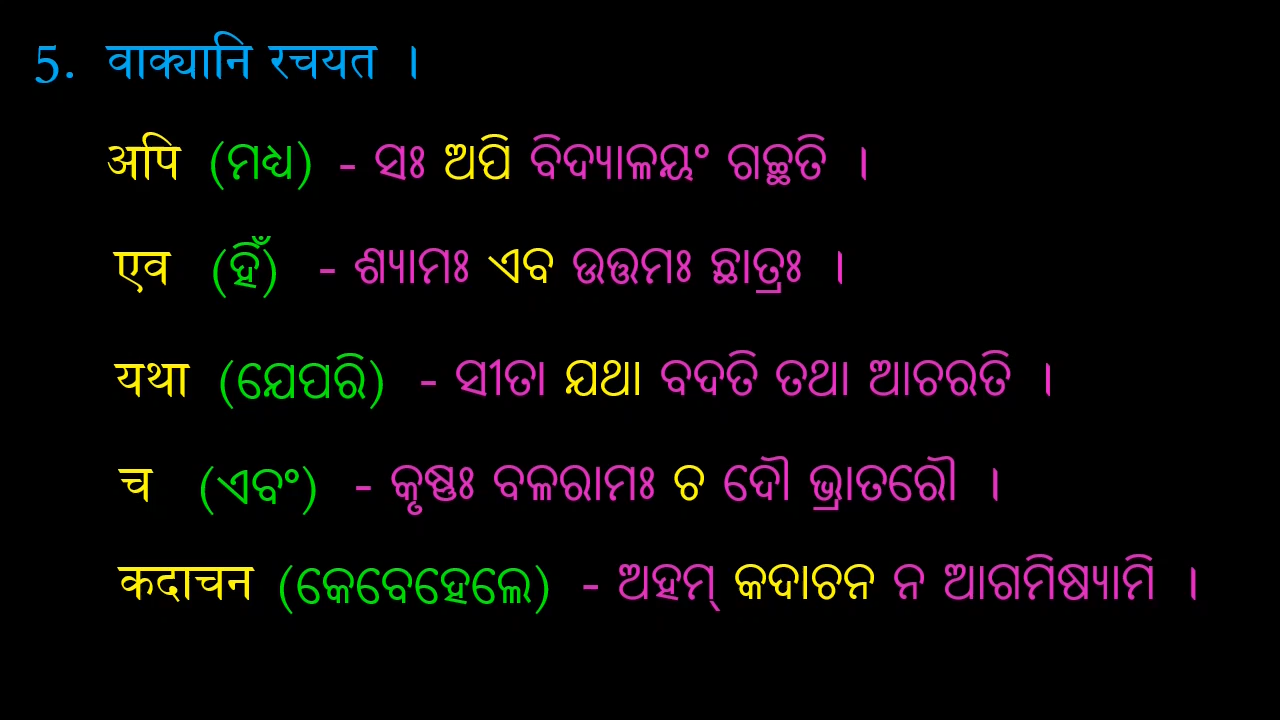 5. वाक्यानि रचयत ।
अपि (ମଧ୍ୟ) - ସଃ ଅପି ବିଦ୍ୟାଳୟଂ ଗଚ୍ଛତି ।
एव (ହିଁ) - ଶ୍ୟାମଃ ଏବ ଉତ୍ତମଃ ଛାତ୍ରଃ ।
यथा (ଯେପରି) - ସୀତା ଯଥା ବଦତି ତଥା ଆଚରତି ।
च (ଏବଂ) - କୃଷ୍ଣଃ ବଳରାମଃ ଚ ଦୌ ଭ୍ରାତରୌ ।
कदाचन (କେବେହେଲେ) - ଅହମ୍ କଦାଚନ ନ ଆଗମିଷ୍ୟାମି ।